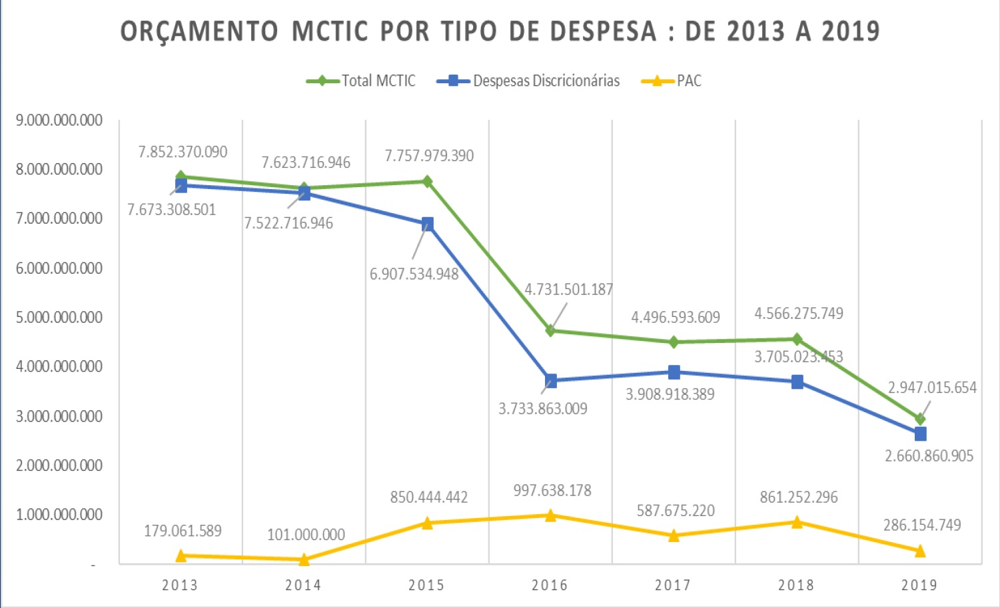 ORÇAMENTO MCTIC POR TIPO DE DESPESA : DE 2013 A 2019
Total MCTIC Despesas Discricionárias PAC
9.000.000.000
8.000.000.000
7.000.000.000
6.000.000.000
5.000.000.000
4.000.000.000
3.000.000.000
2.000.000.000
1.000.000.000
-
7.852.370.090 7.623.716.946 7.757.979.390 4.731.501.187 4.496.593.609 4.566.275.749 2.947.015.654
7.673.308.501 7.522.716.946 6.907.534.948 3.733.863.009 3.908.918.389 3.705.023.453 2.660.860.905
179.061.589 101.000.000 850.444.442 997.638.178 587.675.220 861.252.296 286.154.749
2013 2014 2015 2016 2017 2018 2019